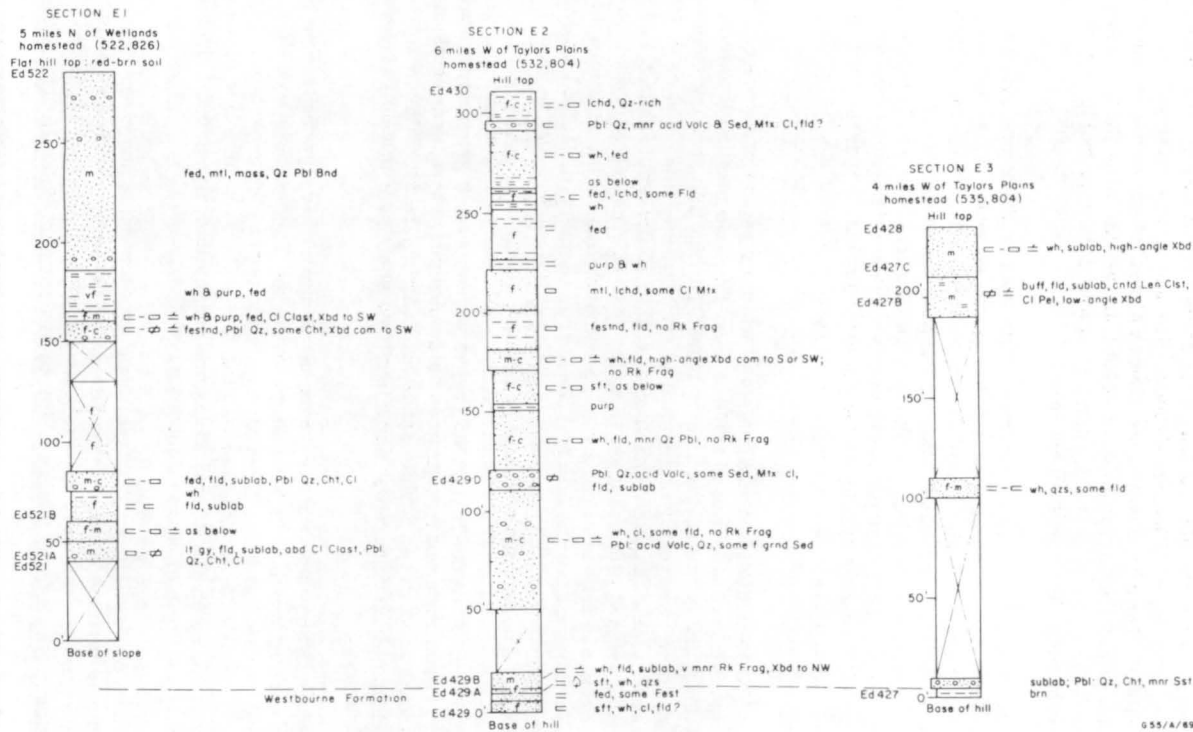 SECTION E1
5 miles N of Wetlands
homestead (522,826)
Flat hill top : red-brn soil
Ed 522
250'
m
fed, mtl, mass, Qz Pbl Bnd
200'
vf
wh & purp, fed
f-m
wh & purp, fed, Cl Clast, Xbd to SW
f-c
festnd, Pbl Qz, some Cht, Xbd com to SW
150'
f
f
100'
m-c
fed, fld, sublab, Pbl Qz, Cht, Cl
wh
f
fld, sublab
Ed 521B
f-m
as below
50'
Ed 521A
m
lt gy, fld, sublab, abd Cl Clast, Pbl
Qz, Cht, Cl
Ed 521
0'
Base of slope
SECTION E2
6 miles W of Taylors Plains
homestead (532,804)
Hill top
Ed 430
300'
f-c
lchd, Qz-rich
Pbl: Qz, mnr acid Volc & Sed, Mtx Cl, fld?
f-c
wh, fed
as below
f
fed, lchd, some Fld
wh
250'
f
fed
purp & wh
f
mtl, lchd, some Cl Mtx
200'
f
festnd, fld, no Rk Frag
m-c
wh, fld, high-angle Xbd com to S or SW;
no Rk Frag
f-c
sft, as below
150'
purp
f-c
wh, fld, mnr Qz Pbl, no Rk Frag
Ed 429D
Pbl: Qz, acid Volc, some Sed, Mtx cl,
fld, sublab
100'
m-c
wh, cl, some fld, no Rk Frag
Pbl: acid Volc, Qz, some f grnd Sed
50'
Ed 429B
m
wh, fld, sublab, v mnr Rk Frag, Xbd to NW
f
sft, wh, qzs
Ed 429A
fed, some Fest
Ed 429
0'
f
sft, wh, cl, fld?
Base of hill
Westbourne Formation
SECTION E3
4 miles W of Taylors Plains
homestead (535,804)
Hill top
Ed 428
m
wh, sublab, high-angle Xbd
Ed 427C
200'
Ed 427B
m
buff, fld, sublab, cntd Len Clst,
Cl Pel, low-angle Xbd
150'
100'
f-m
wh, qzs, some fld
50'
sublab; Pbl: Qz, Cht, mnr Sst
Ed 427
0'
brn
Base of hill